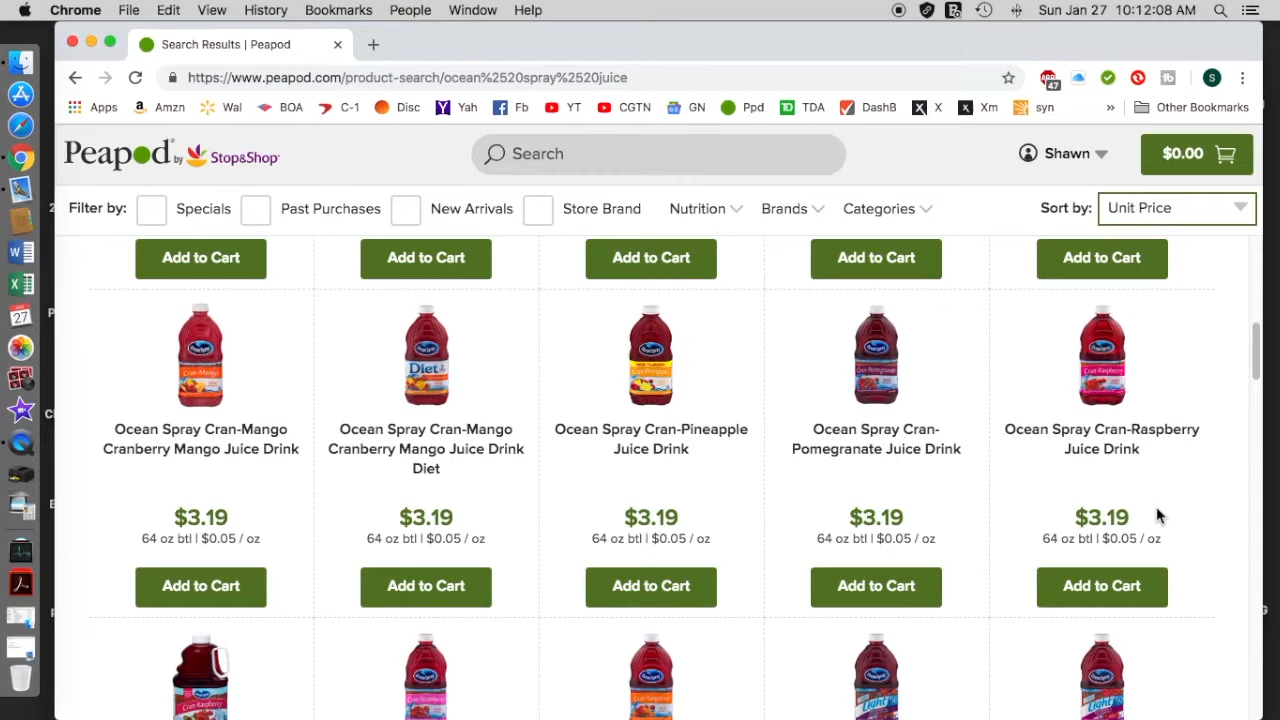 Chrome File Edit View History Bookmarks People Window Help Sun Jan 27 10:12:08 AM
Search Results | Peapod
https://www.peapod.com/product-search/ocean%2520spray%2520juice
47
S
Apps Amzn Wal BOA C-1 Disc Yah Fb YT CGTN GN Ppd TDA DashB X Xm syn » Other Bookmarks
Peapod by Stop&Shop
Search
Shawn
$0.00
Filter by: Specials Past Purchases New Arrivals Store Brand Nutrition Brands Categories Sort by: Unit Price
Add to Cart Add to Cart Add to Cart Add to Cart Add to Cart
Ocean Spray Cran-Mango
Cranberry Mango Juice Drink
$3.19
64 oz btl | $0.05 / oz
Add to Cart
Ocean Spray Cran-Mango
Cranberry Mango Juice Drink
Diet
$3.19
64 oz btl | $0.05 / oz
Add to Cart
Ocean Spray Cran-Pineapple
Juice Drink
$3.19
64 oz btl | $0.05 / oz
Add to Cart
Ocean Spray Cran-
Pomegranate Juice Drink
$3.19
64 oz btl | $0.05 / oz
Add to Cart
Ocean Spray Cran-Raspberry
Juice Drink
$3.19
64 oz btl | $0.05 / oz
Add to Cart